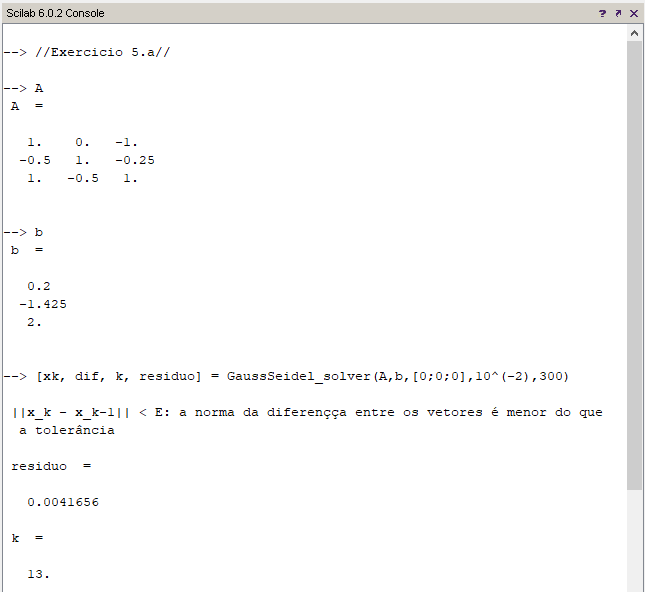 Scilab 6.0.2 Console
--> //Exercicio 5.a//
--> A
A =
1. 0. -1.
-0.5 1. -0.25
1. -0.5 1.
--> b
b =
0.2
-1.425
2.
--> [xk, dif, k, residuo] = GaussSeidel_solver(A,b,[0;0;0],10^(-2),300)
||x_k - x_k-1|| < E: a norma da diferençça entre os vetores é menor do que
a tolerância
residuo =
0.0041656
k =
13.